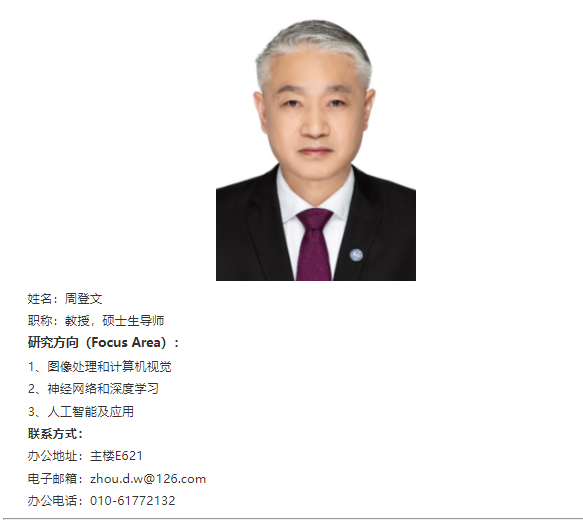 姓名：周登文
职称：教授，硕士生导师
研究方向（Focus Area）：
1、图像处理和计算机视觉
2、神经网络和深度学习
3、人工智能及应用
联系方式：
办公地址：主楼E621
电子邮箱：zhou.d.w@126.com
办公电话：010-61772132